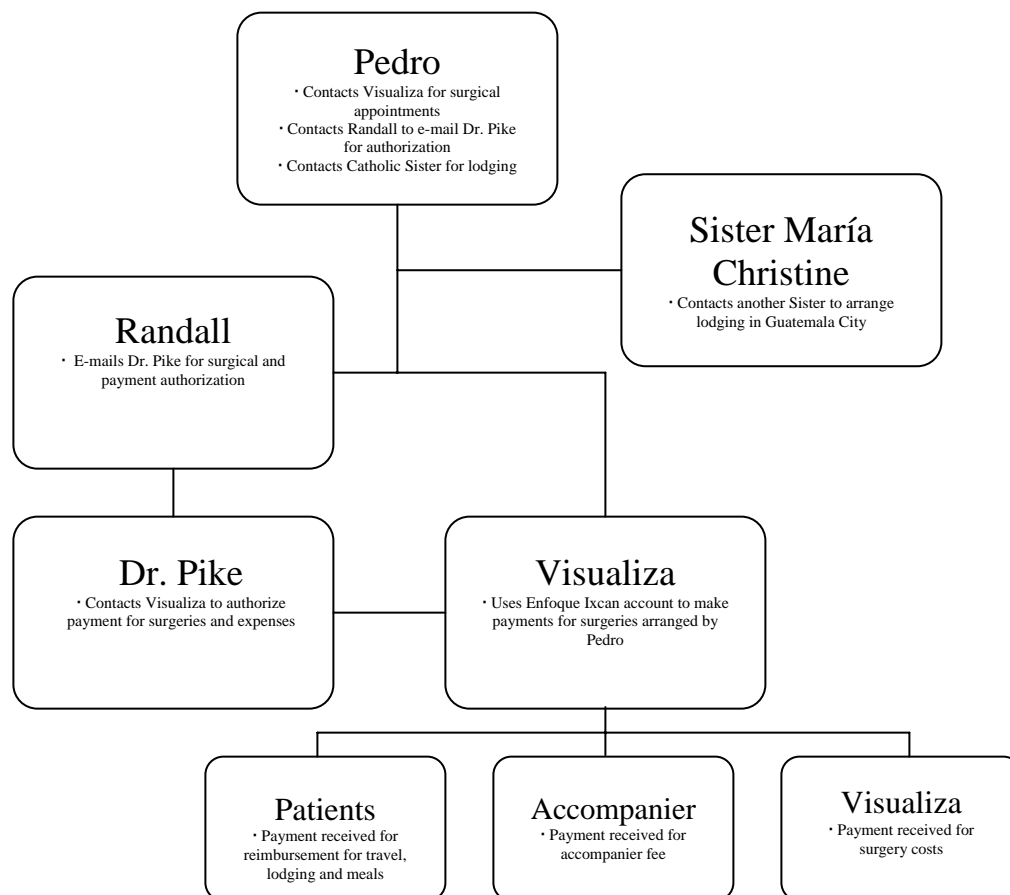 Pedro
· Contacts Visualiza for surgical
appointments
· Contacts Randall to e-mail Dr. Pike
for authorization
· Contacts Catholic Sister for lodging
Sister María
Christine
· Contacts another Sister to arrange
lodging in Guatemala City
Randall
· E-mails Dr. Pike for surgical and
payment authorization
Dr. Pike
· Contacts Visualiza to authorize
payment for surgeries and expenses
Visualiza
· Uses Enfoque Ixcan account to make
payments for surgeries arranged by
Pedro
Patients
· Payment received for
reimbursement for travel,
lodging and meals
Accompanier
· Payment received for
accompanier fee
Visualiza
· Payment received for
surgery costs